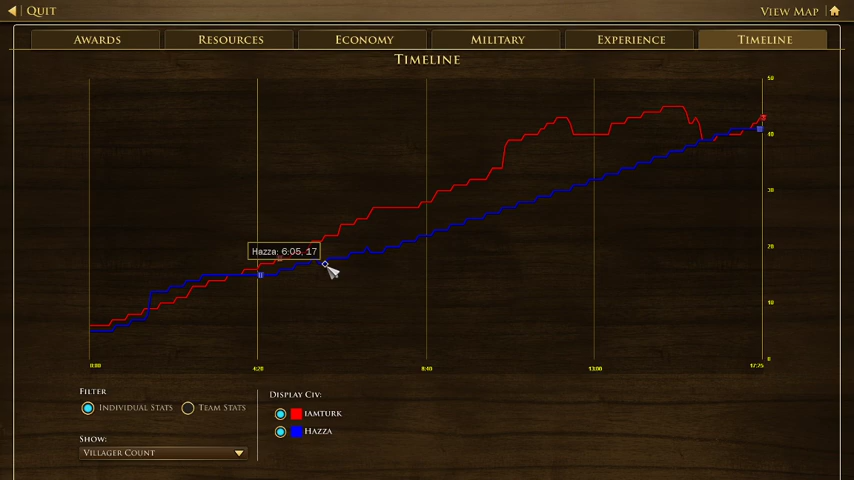 QUIT
VIEW MAP
AWARDS
RESOURCES
ECONOMY
MILITARY
EXPERIENCE
TIMELINE
TIMELINE
50
40
30
20
10
0
Hazza: 6:05, 17
0:00
4:20
8:40
13:00
17:25
FILTER
INDIVIDUAL STATS
TEAM STATS
SHOW:
VILLAGER COUNT
DISPLAY CIV:
IAMTURK
HAZZA